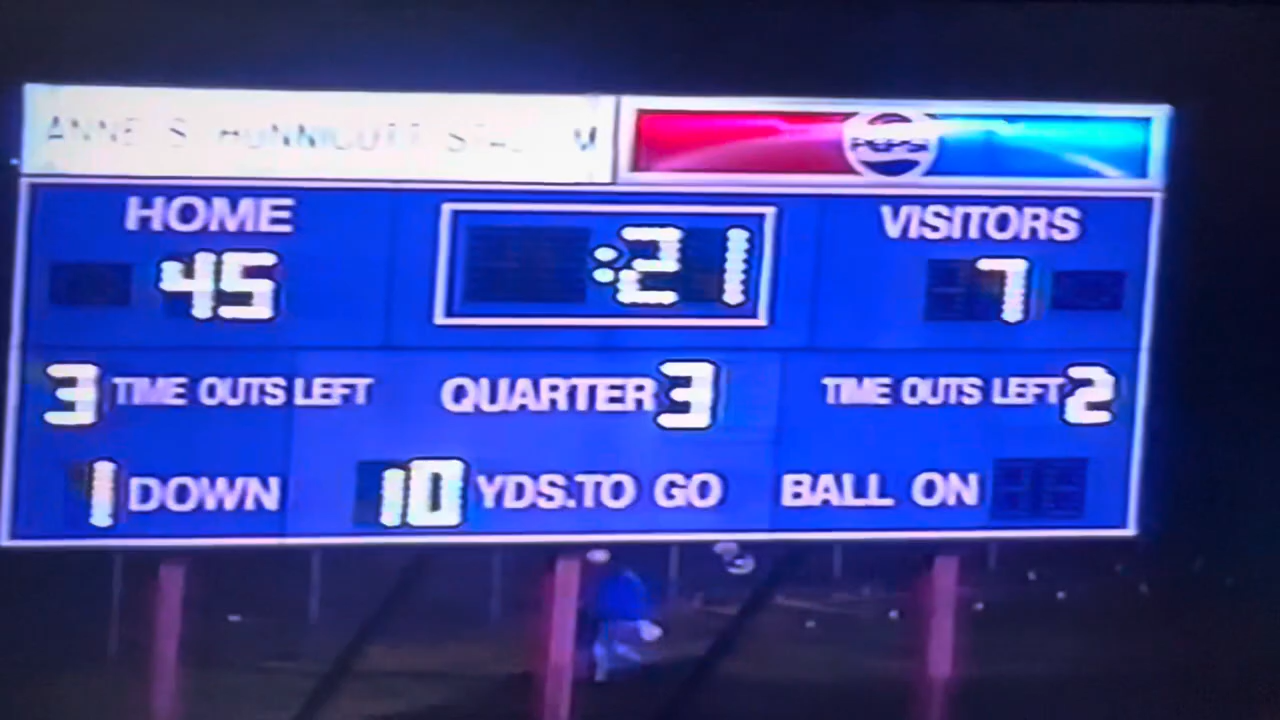 HUNNICUTT
PEPSI
HOME
VISITORS
45
:21
7
3 TIME OUTS LEFT
QUARTER 3
TIME OUTS LEFT 2
1 DOWN
10 YDS.TO GO
BALL ON